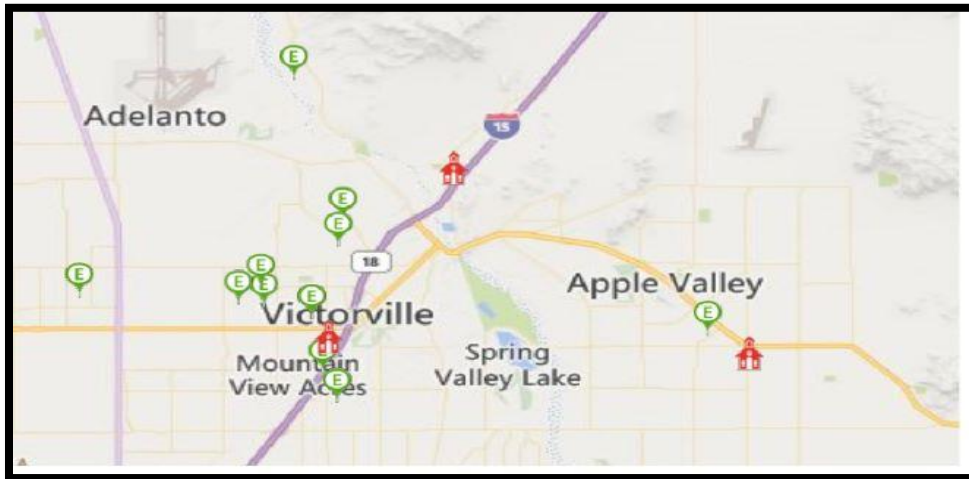 E
Adelanto
15
E
E
18
E
E
E
E
E
Apple Valley
E
Victorville
Mountain
View Acres
E
E
Spring
Valley Lake